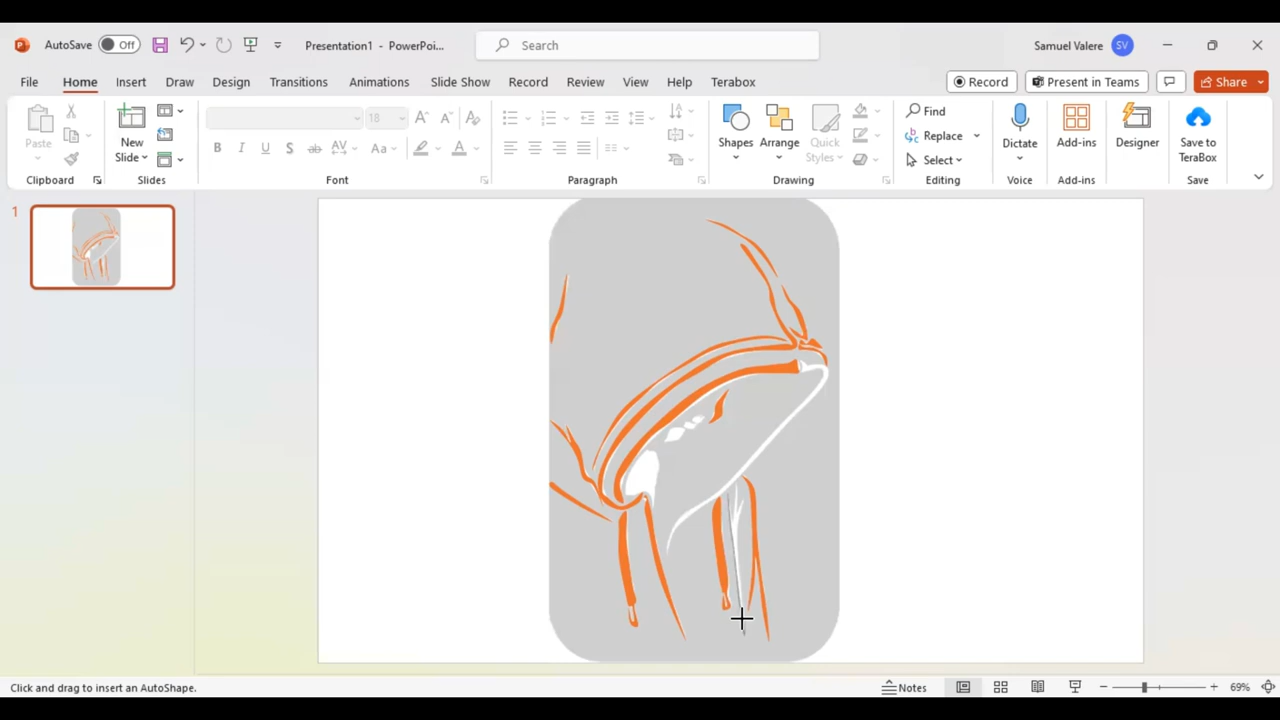 AutoSave Off Presentation1 - PowerPoi... Search Samuel Valere SV
File Home Insert Draw Design Transitions Animations Slide Show Record Review View Help Terabox Record Present in Teams Share
Paste 18 B I U S ab AV Aa A A A A New Slide Shapes Arrange Quick Styles Find Replace Select Dictate Add-ins Designer Save to TeraBox
Clipboard Slides Font Paragraph Drawing Editing Voice Add-ins Save
1
Click and drag to insert an AutoShape. Notes 69%